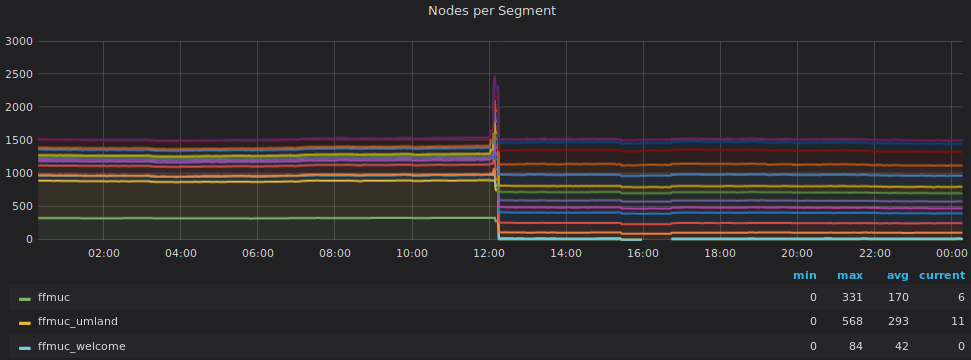 Nodes per Segment
3000
2500
2000
1500
1000
500
0
02:00 04:00 06:00 08:00 10:00 12:00 14:00 16:00 18:00 20:00 22:00 00:00
min max avg current
ffmuc 0 331 170 6
ffmuc_umland 0 568 293 11
ffmuc_welcome 0 84 42 0